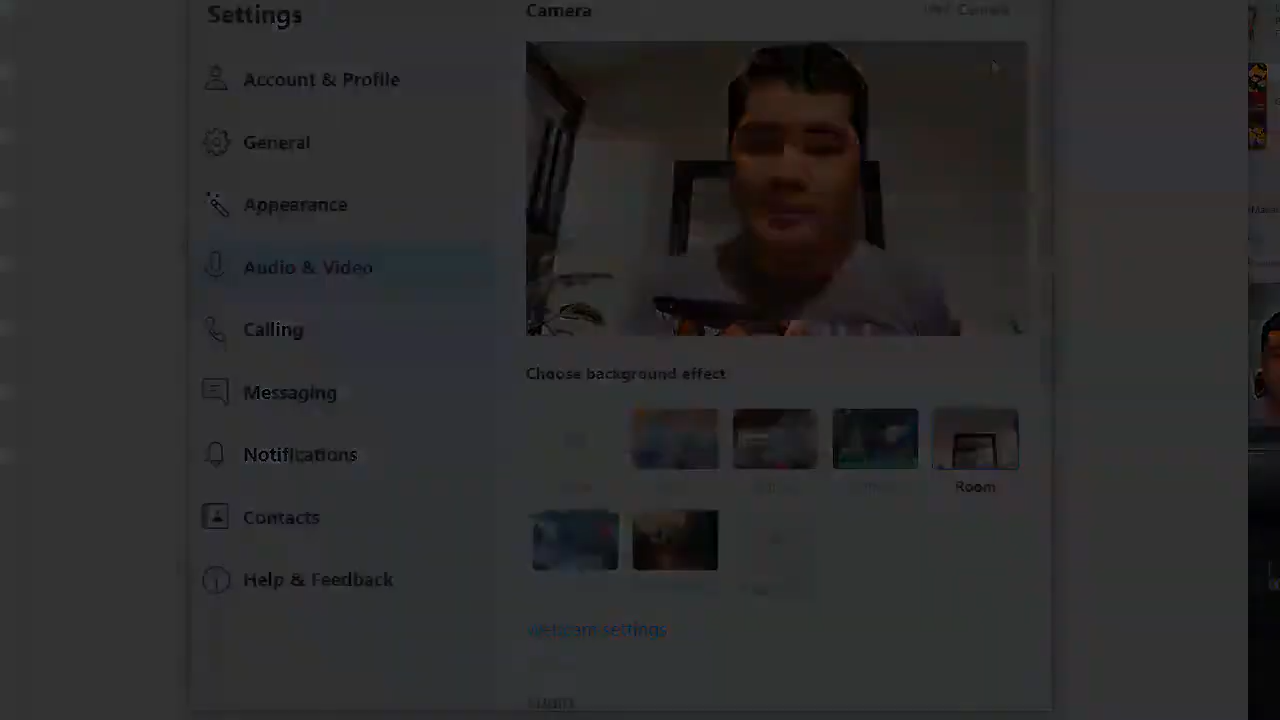 Settings
Account & Profile
General
Appearance
Audio & Video
Calling
Messaging
Notifications
Contacts
Help & Feedback
Camera
Choose background effect
Room
Webcam settings